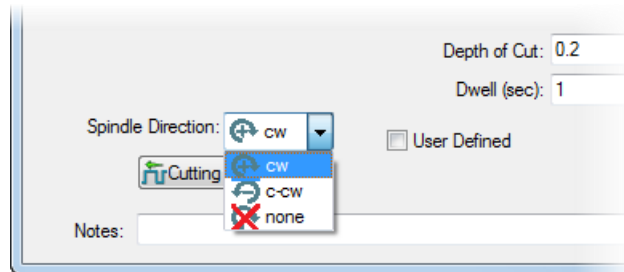 Depth of Cut: 0.2
Dwell (sec): 1
Spindle Direction: cw
User Defined
Cutting
cw
c-cw
none
Notes: